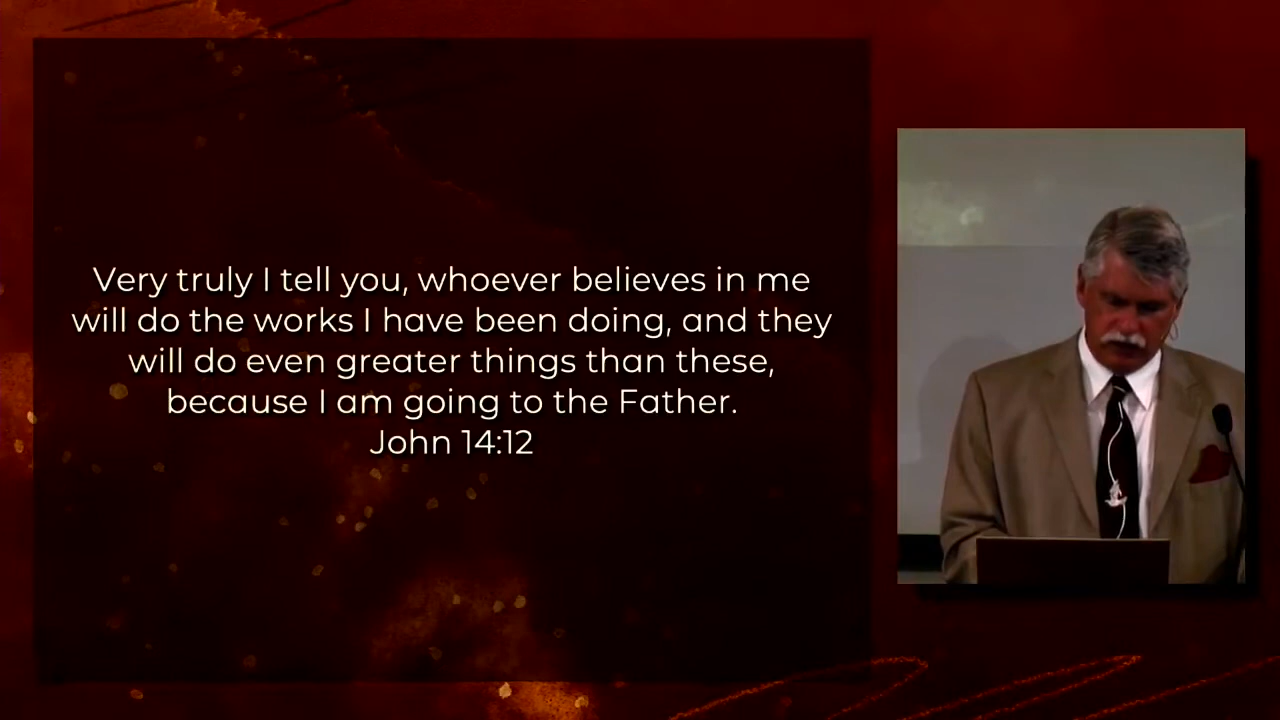 Very truly I tell you, whoever believes in me
will do the works I have been doing, and they
will do even greater things than these,
because I am going to the Father.
John 14:12